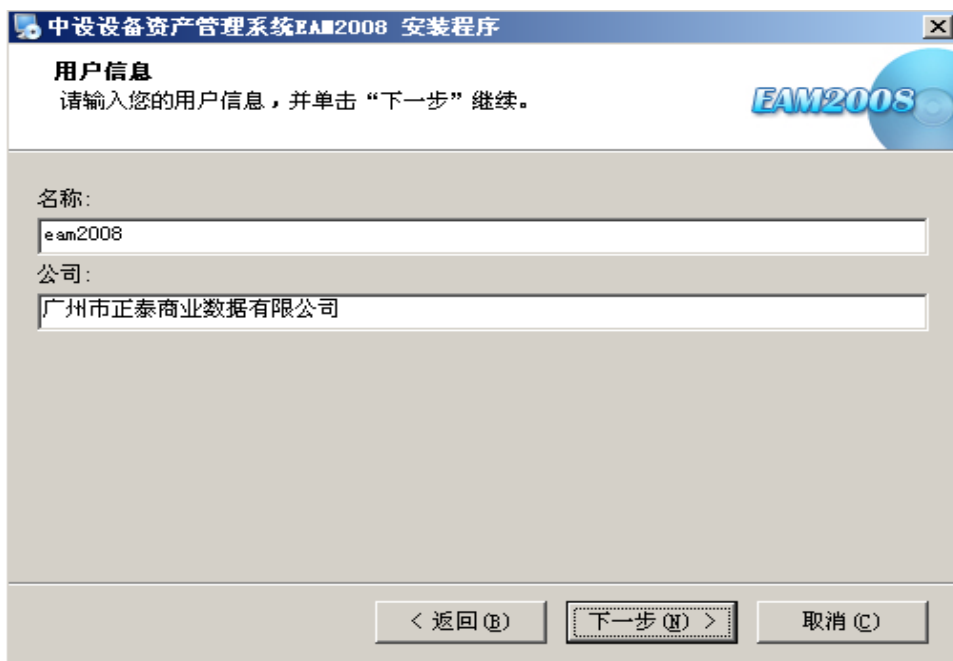 中设设备资产管理系统EAM2008 安装程序
用户信息
请输入您的用户信息，并单击“下一步”继续。
EAM2008
名称:
eam2008
公司:
广州市正泰商业数据有限公司
< 返回(B)
下一步(N) >
取消(C)